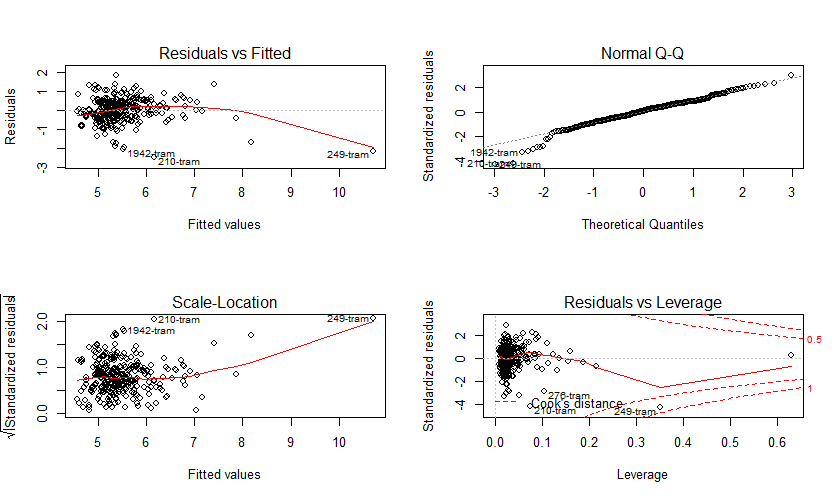 Residuals vs Fitted
Residuals
2
1
-1
-3
1942-tram
210-tram
249-tram
5 6 7 8 9 10
Fitted values
Normal Q-Q
Standardized residuals
2
0
-2
-4
1942-tram
210-tram
249-tram
-3 -2 -1 0 1 2 3
Theoretical Quantiles
Scale-Location
√|Standardized residuals|
2.0
1.0
0.0
210-tram
1942-tram
249-tram
5 6 7 8 9 10
Fitted values
Residuals vs Leverage
Standardized residuals
2
0
-2
-4
0.5
1
276-tram
Cook's distance
210-tram
249-tram
0.0 0.1 0.2 0.3 0.4 0.5 0.6
Leverage